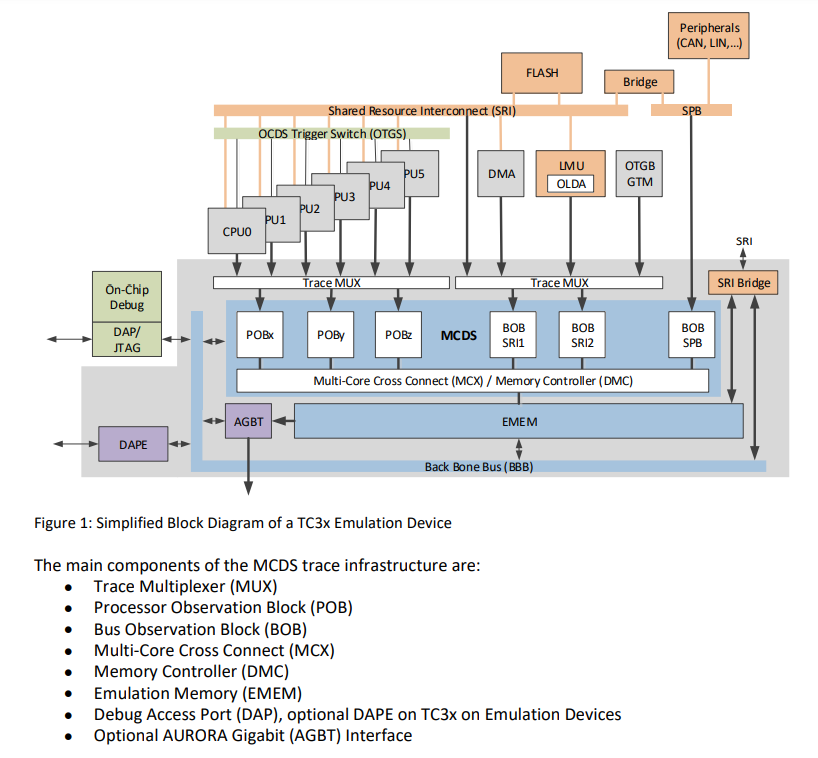 Peripherals
(CAN, LIN,...)
FLASH
Bridge
Shared Resource Interconnect (SRI)
SPB
OCDS Trigger Switch (OTGS)
PU5
PU4
PU3
PU2
PU1
CPU0
DMA
LMU
OLDA
OTGB
GTM
SRI
Trace MUX
Trace MUX
SRI Bridge
On-Chip
Debug
DAP/
JTAG
POBx
POBy
POBz
MCDS
BOB
SRI1
BOB
SRI2
BOB
SPB
Multi-Core Cross Connect (MCX) / Memory Controller (DMC)
AGBT
EMEM
DAPE
Back Bone Bus (BBB)
Figure 1: Simplified Block Diagram of a TC3x Emulation Device
The main components of the MCDS trace infrastructure are:
• Trace Multiplexer (MUX)
• Processor Observation Block (POB)
• Bus Observation Block (BOB)
• Multi-Core Cross Connect (MCX)
• Memory Controller (DMC)
• Emulation Memory (EMEM)
• Debug Access Port (DAP), optional DAPE on TC3x on Emulation Devices
• Optional AURORA Gigabit (AGBT) Interface